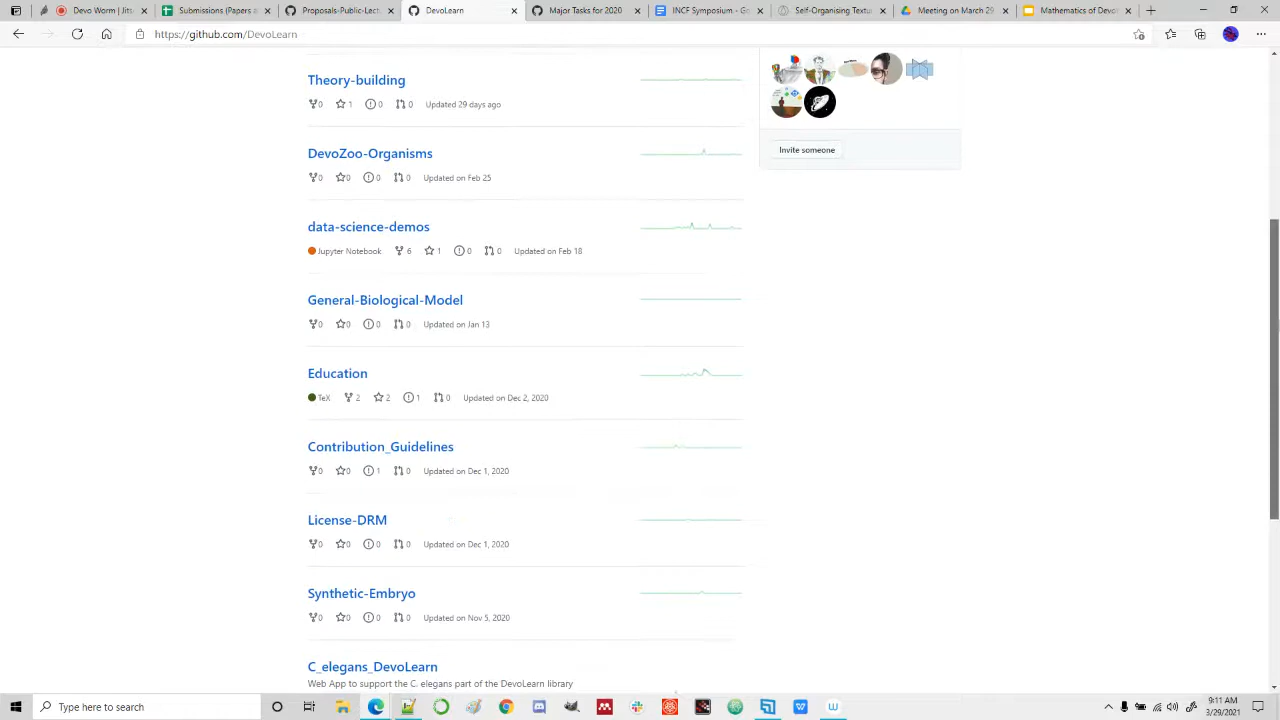 Devo Worm | Jitsi
Submissions (Papers
Proposals-Public-Lect
DevoLearn
Major Tasks for 2020
INCF Symposium - G
Self-Organising
Meeting on March 29
Mathematics of Devo
https://github.com/DevoLearn
Theory-building
0 1 0 0 Updated 29 days ago
DevoZoo-Organisms
0 0 0 0 Updated on Feb 25
data-science-demos
Jupyter Notebook 6 1 0 0 Updated on Feb 18
General-Biological-Model
0 0 0 0 Updated on Jan 13
Education
TeX 2 2 1 0 Updated on Dec 2, 2020
Contribution_Guidelines
0 0 1 0 Updated on Dec 1, 2020
License-DRM
0 0 0 0 Updated on Dec 1, 2020
Synthetic-Embryo
0 0 0 0 Updated on Nov 5, 2020
C_elegans_DevoLearn
Web App to support the C. elegans part of the DevoLearn library
Invite someone
Type here to search
9:11 AM
3/29/2021